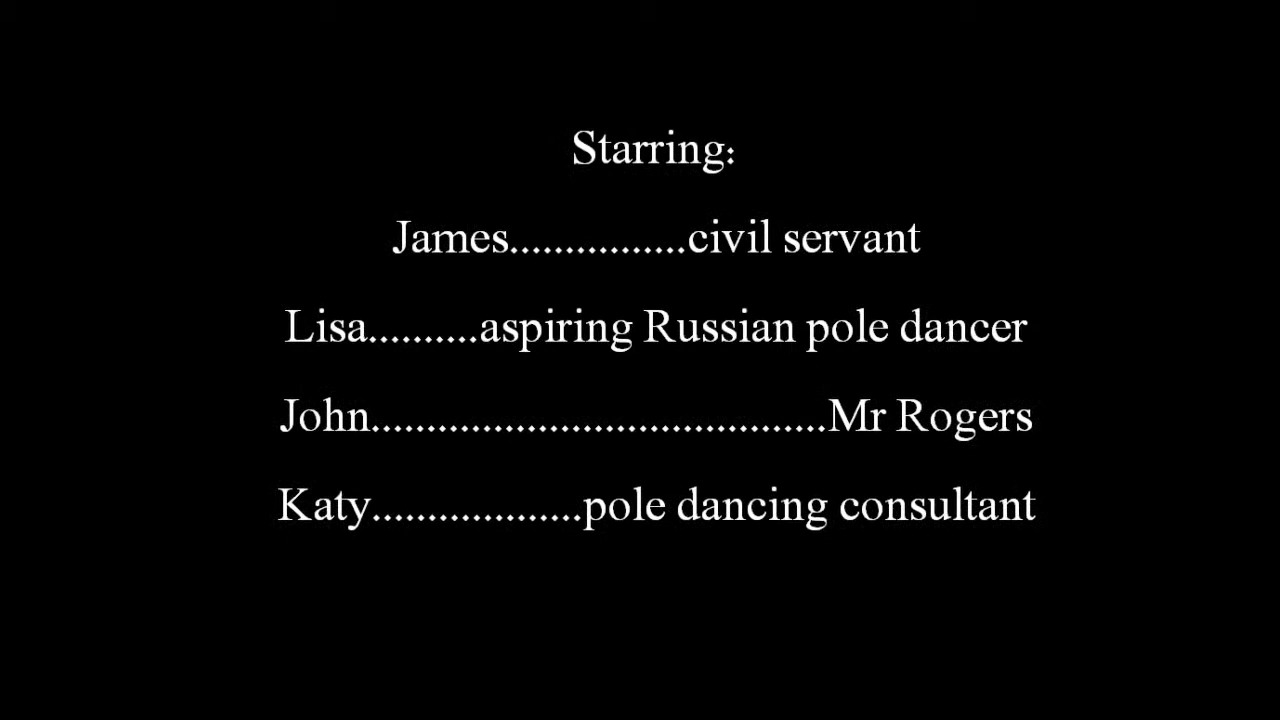 Starring:
James................civil servant
Lisa..........aspiring Russian pole dancer
John.........................................Mr Rogers
Katy...................pole dancing consultant